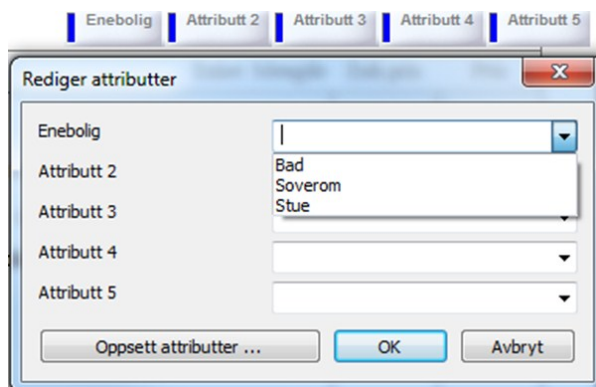 Enebolig Attributt 2 Attributt 3 Attributt 4 Attributt 5
Rediger attributter
Enebolig
Bad
Attributt 2
Soverom
Stue
Attributt 3
Attributt 4
Attributt 5
Oppsett attributter ... OK Avbryt